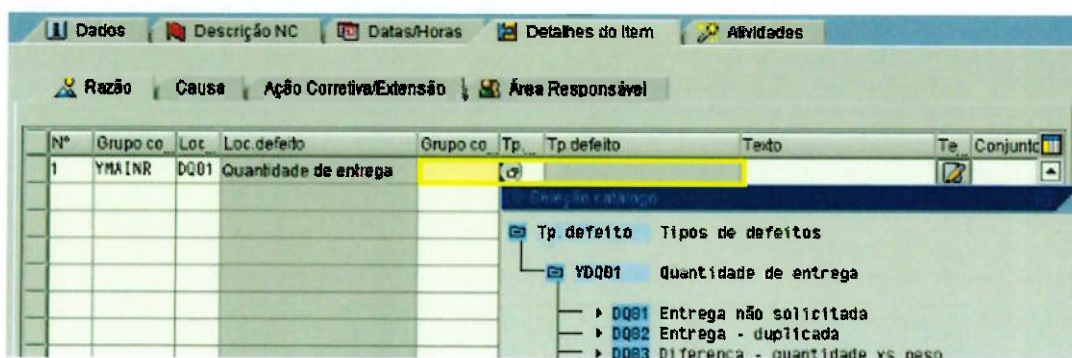 Dados Descrição NC Datas/Horas Detalhes do Item Atividades
Razão Causa Ação Corretiva/Extensão Área Responsável
N° Grupo co... Loc... Loc.defeito Grupo co... Tp... Tp.defeito Texto Te... Conjunto
1 YMAINR DQ01 Quantidade de entrega
Seleção catálogo
Tp.defeito Tipos de defeitos
YDQ01 Quantidade de entrega
DQ01 Entrega não solicitada
DQ02 Entrega - duplicada
DQ03 Diferença - quantidade vs peso